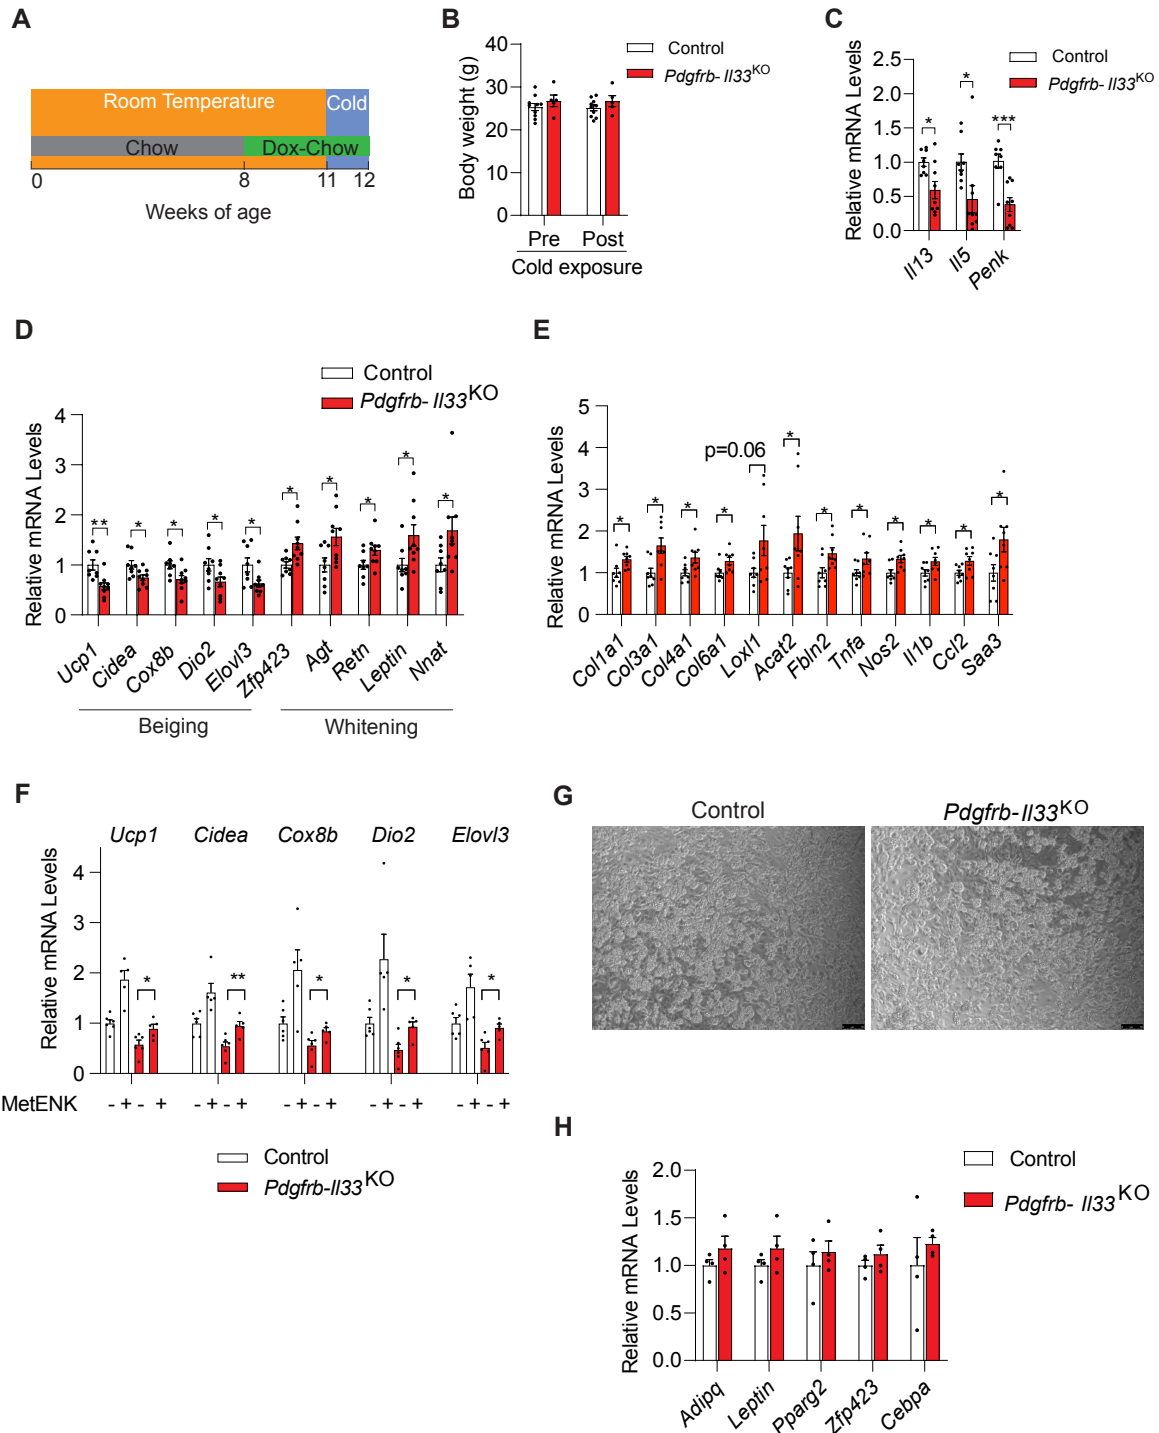 A
Room Temperature
Cold
Chow
Dox-Chow
0
8
11
12
Weeks of age
B
Body weight (g)
40
30
20
10
0
Control
Pdgfrb- Il33KO
Pre
Post
Cold exposure
C
Relative mRNA Levels
2.5
2.0
1.5
1.0
0.5
0.0
Control
Pdgfrb- Il33KO
*
*
***
Il13
Il5
Penk
D
Control
Pdgfrb- Il33KO
Relative mRNA Levels
4
3
2
1
0
** * * * * * * * * *
Ucp1
Cidea
Cox8b
Dio2
Elovl3
Zfp423
Agt
Retn
Leptin
Nnat
Beiging
Whitening
E
Relative mRNA Levels
5
4
3
2
1
0
* * * * p=0.06 * * * * * * *
Col1a1
Col3a1
Col4a1
Col6a1
Loxl1
Acat2
Fbln2
Tnfa
Nos2
Il1b
Ccl2
Saa3
F
Ucp1 Cidea Cox8b Dio2 Elovl3
Relative mRNA Levels
4
3
2
1
0
* ** * * *
MetENK - + - + - + - + - + - + - + - + - + - +
Control
Pdgfrb-Il33KO
G
Control
Pdgfrb-Il33KO
H
Control
Pdgfrb- Il33KO
Relative mRNA Levels
2.0
1.5
1.0
0.5
0.0
Adipq
Leptin
Pparg2
Zfp423
Cebpa